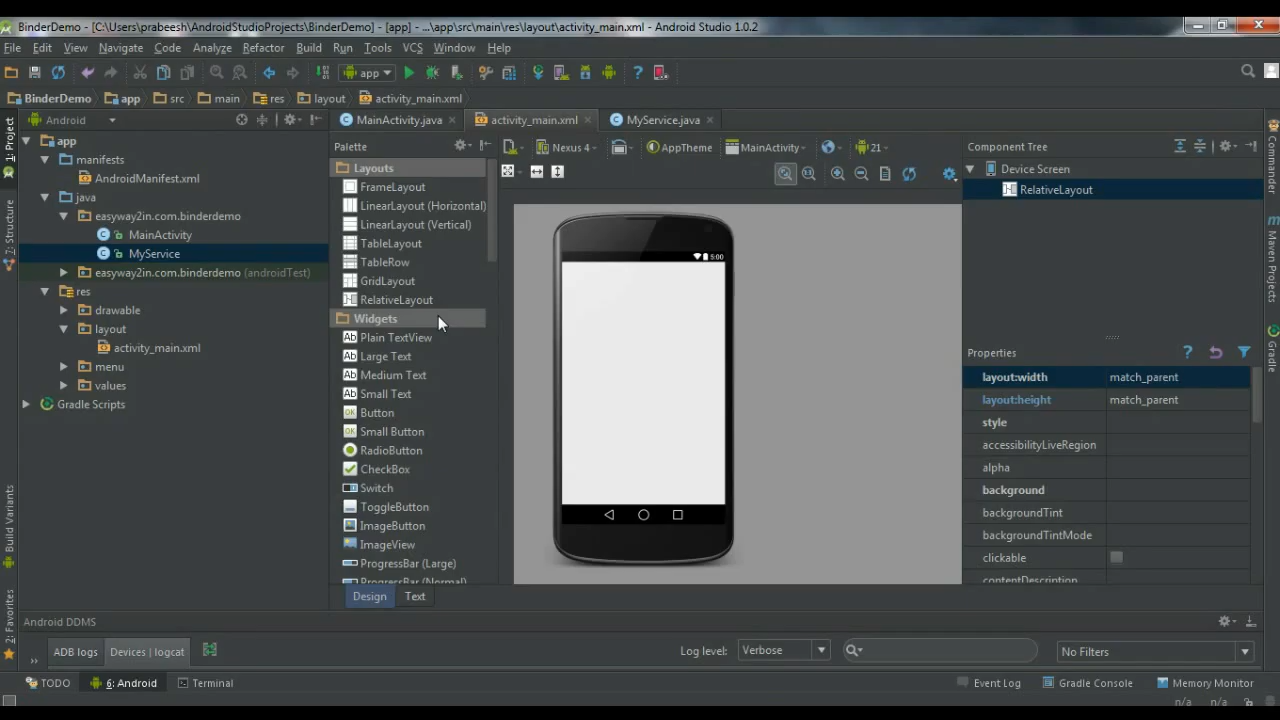 BinderDemo - [C:\Users\prabeesh\AndroidStudioProjects\BinderDemo] - [app] - ...\app\src\main\res\layout\activity_main.xml - Android Studio 1.0.2
File Edit View Navigate Code Analyze Refactor Build Run Tools VCS Window Help
app
BinderDemo app src main res layout activity_main.xml
1: Project
7: Structure
Build Variants
2: Favorites
Android
app
manifests
AndroidManifest.xml
java
easyway2in.com.binderdemo
MainActivity
MyService
easyway2in.com.binderdemo (androidTest)
res
drawable
layout
activity_main.xml
menu
values
Gradle Scripts
MainActivity.java activity_main.xml MyService.java
Palette
Layouts
FrameLayout
LinearLayout (Horizontal)
LinearLayout (Vertical)
TableLayout
TableRow
GridLayout
RelativeLayout
Widgets
Plain TextView
Large Text
Medium Text
Small Text
Button
Small Button
RadioButton
CheckBox
Switch
ToggleButton
ImageButton
ImageView
ProgressBar (Large)
ProgressBar (Normal)
Design Text
Nexus 4 AppTheme MainActivity 21
5:00
Component Tree
Device Screen
RelativeLayout
Properties
layout:width match_parent
layout:height match_parent
style
accessibilityLiveRegion
alpha
background
backgroundTint
backgroundTintMode
clickable
contentDescription
Commander
Maven Projects
Gradle
Android DDMS
ADB logs Devices | logcat Log level: Verbose No Filters
TODO 6: Android Terminal Event Log Gradle Console Memory Monitor
n/a n/a